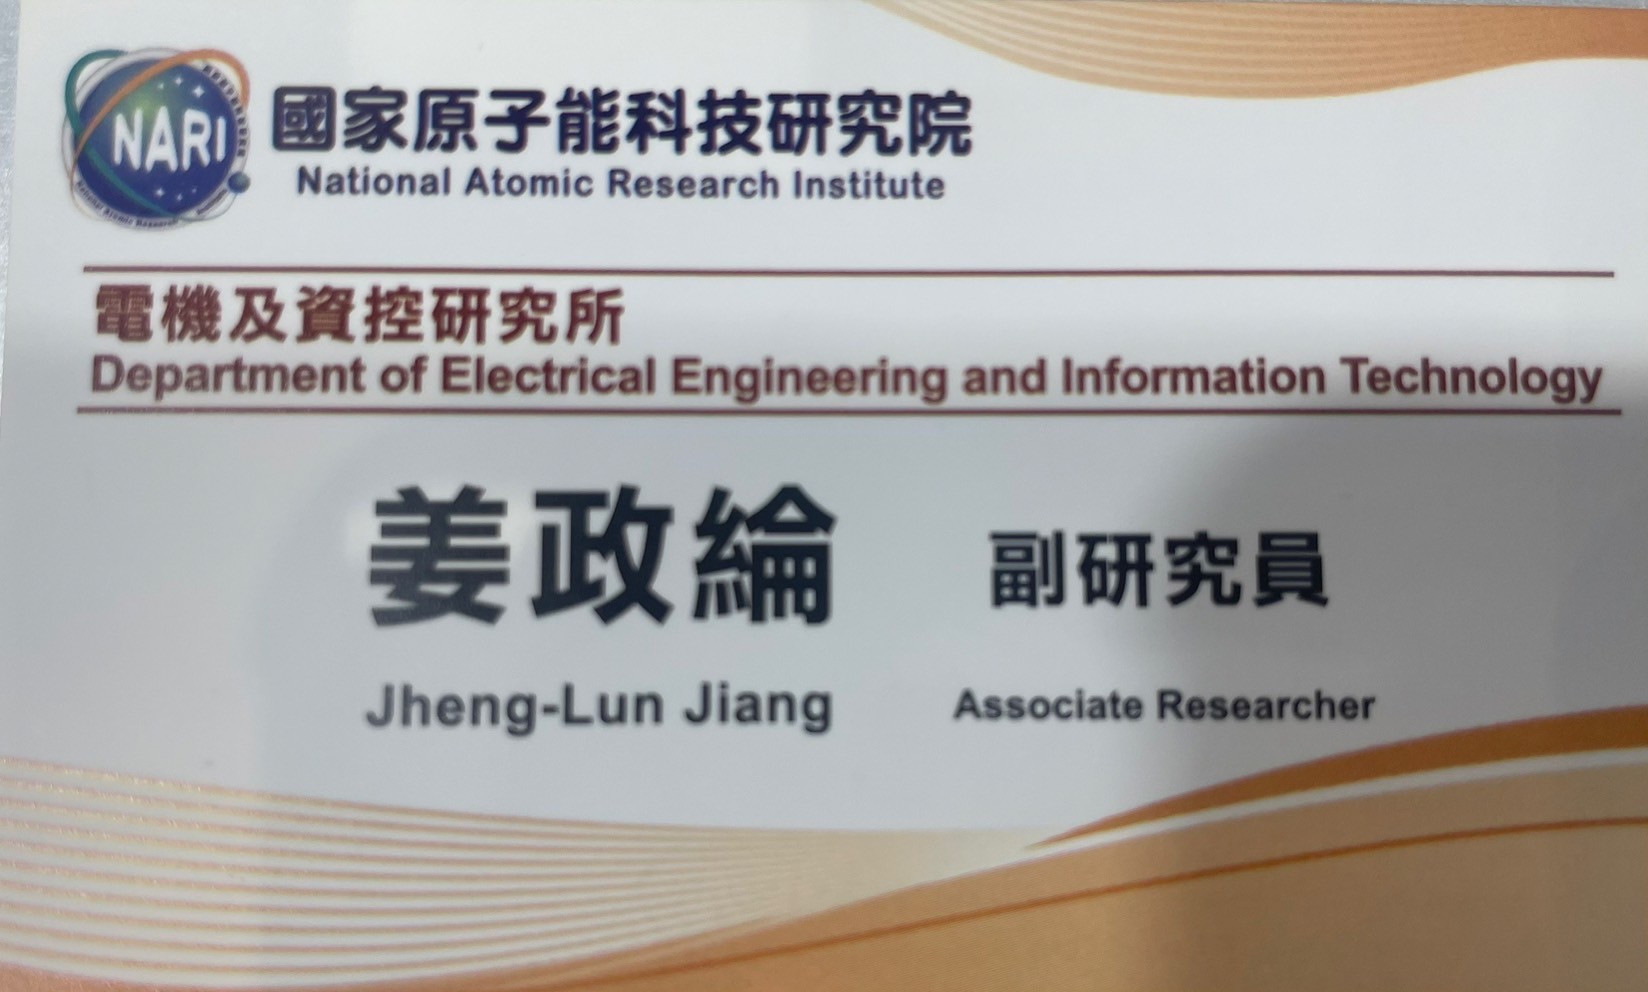 NARI
國家原子能科技研究院
National Atomic Research Institute
電機及資控研究所
Department of Electrical Engineering and Information Technology
姜政綸 副研究員
Jheng-Lun Jiang Associate Researcher